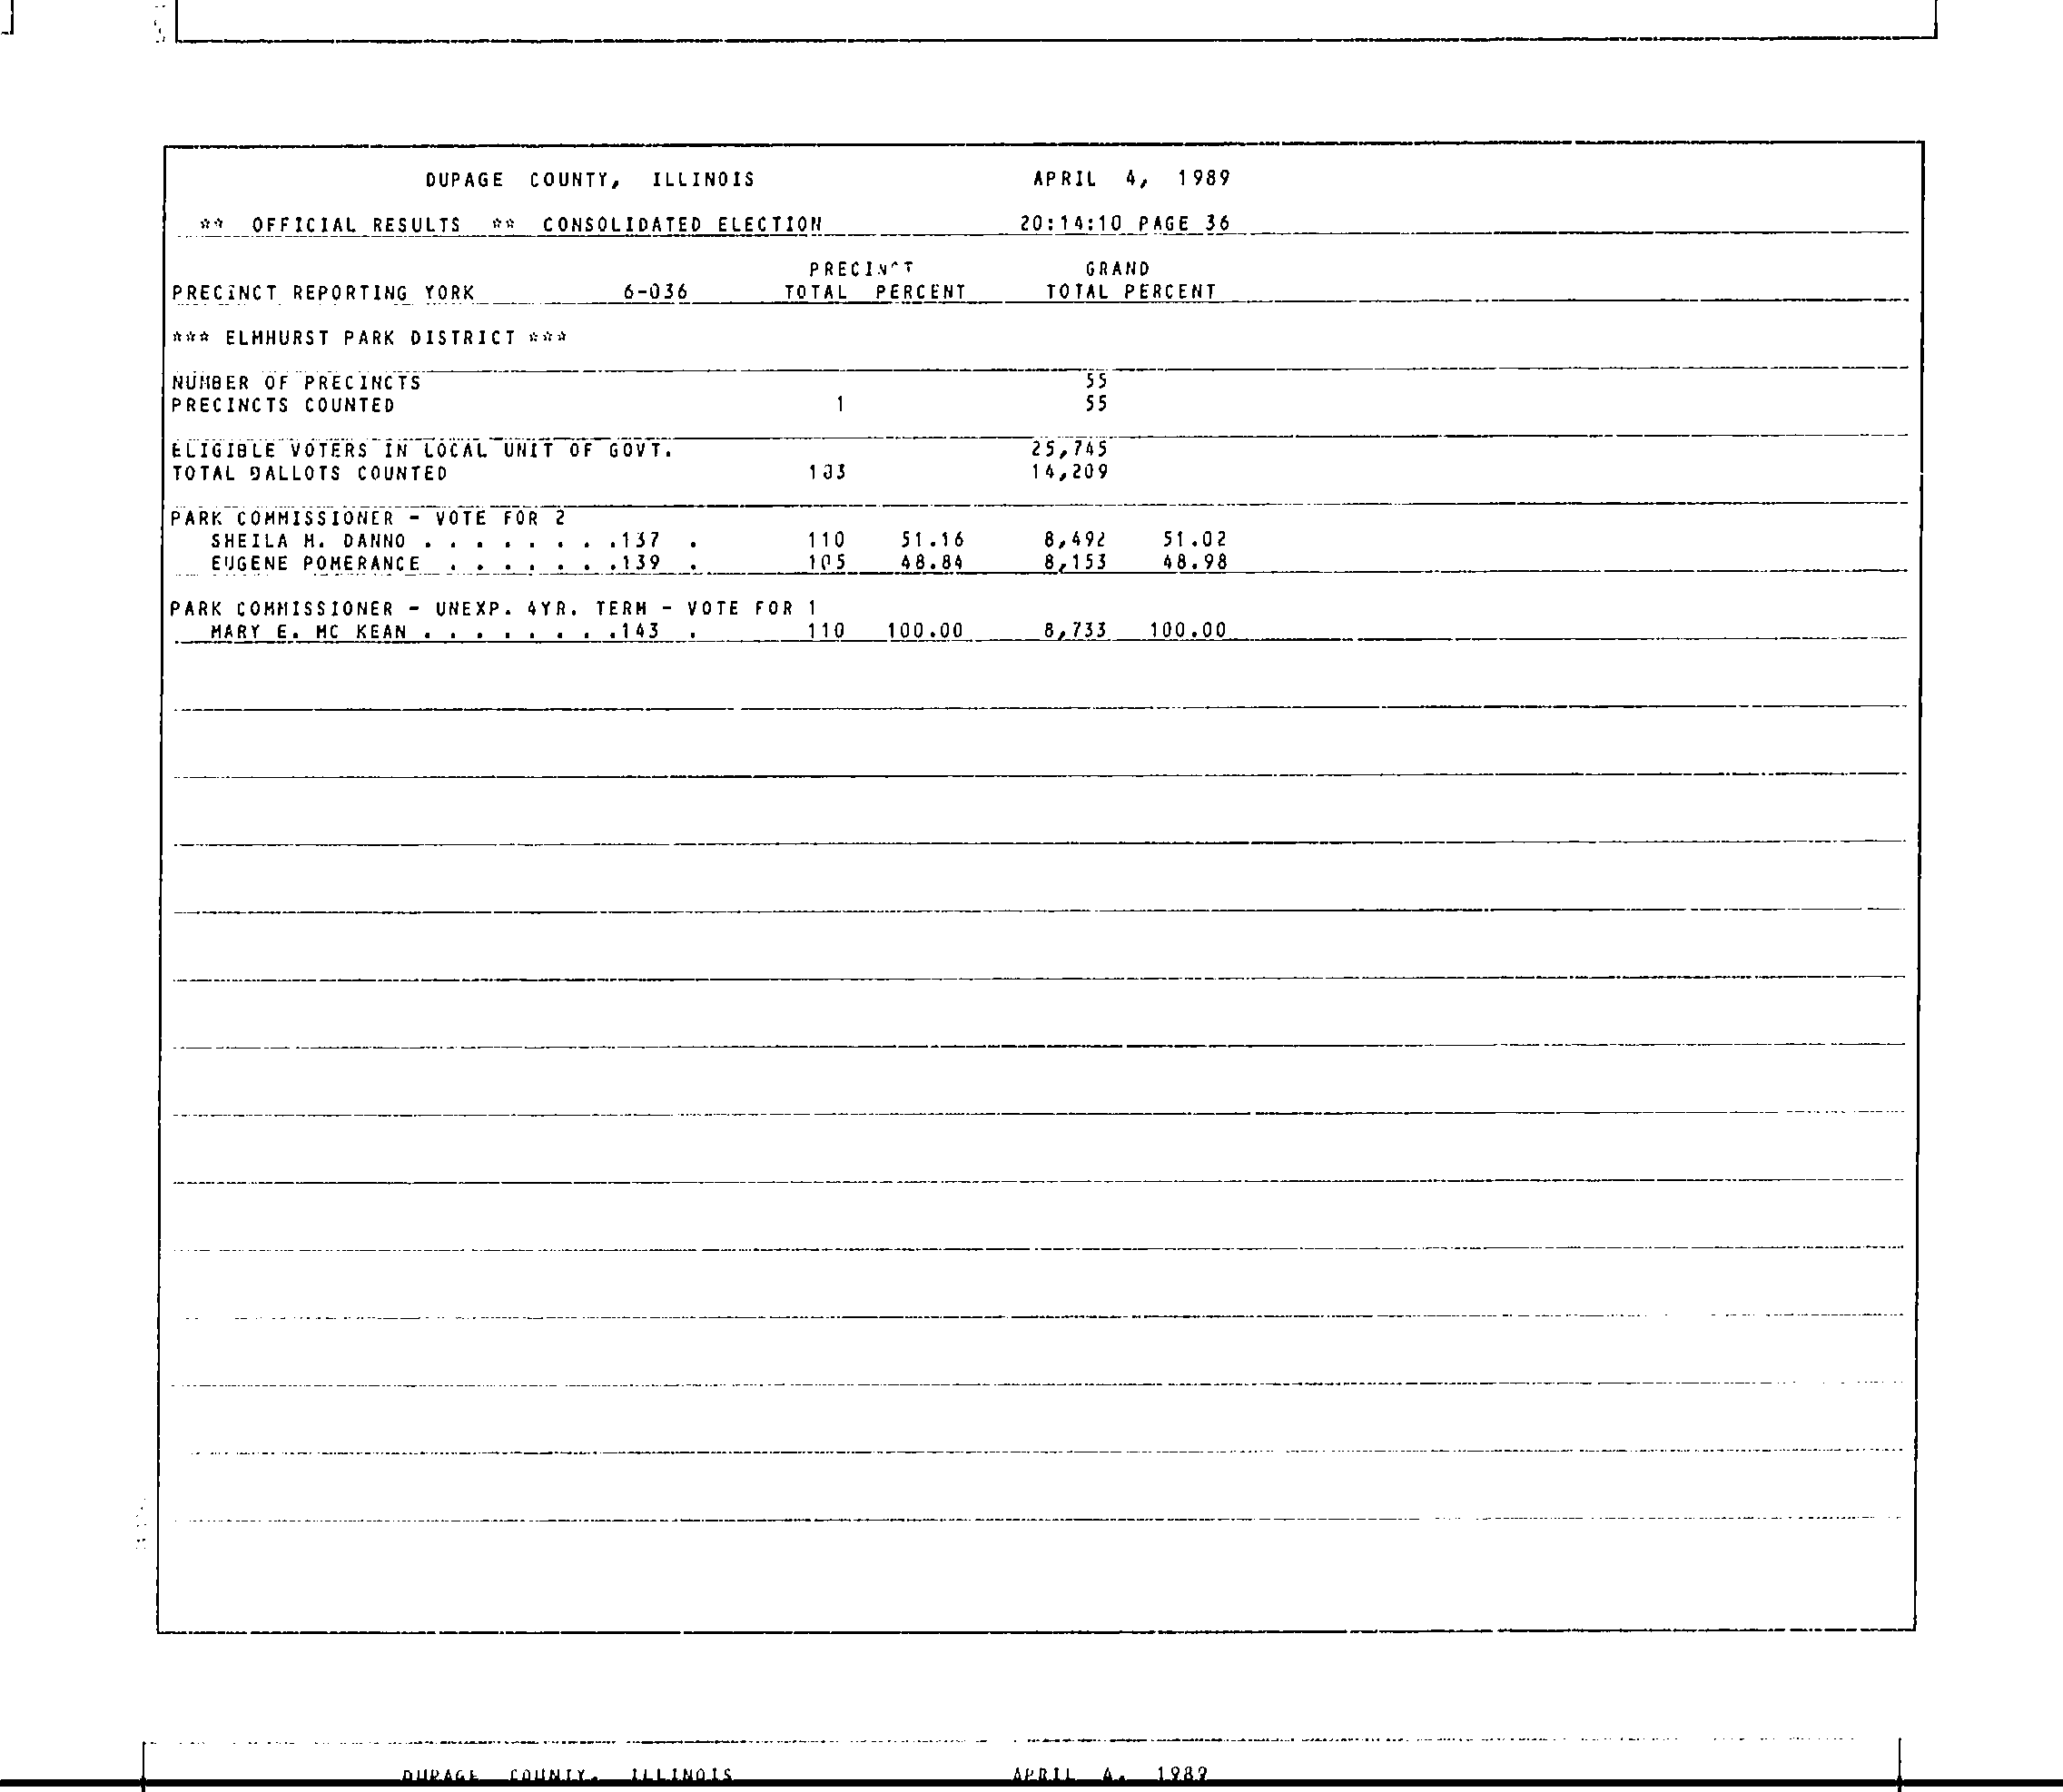 DUPAGE COUNTY, ILLINOIS APRIL 4, 1989
** OFFICIAL RESULTS ** CONSOLIDATED ELECTION 20:14:10 PAGE 36
PRECINCT GRAND
PRECINCT REPORTING YORK 6-036 TOTAL PERCENT TOTAL PERCENT
*** ELMHURST PARK DISTRICT ***
NUMBER OF PRECINCTS 55
PRECINCTS COUNTED 1 55
ELIGIBLE VOTERS IN LOCAL UNIT OF GOVT. 25,745
TOTAL BALLOTS COUNTED 14,209
PARK COMMISSIONER - VOTE FOR 2
SHEILA M. DANNO . . . . . . . .137 . 110 51.16 8,492 51.02
EUGENE POMERANCE . . . . . . .139 . 105 48.84 8,153 48.98
PARK COMMISSIONER - UNEXP. 4YR. TERM - VOTE FOR 1
MARY E. MC KEAN . . . . . . . .143 . 110 100.00 8,733 100.00
DUPAGE COUNTY, ILLINOIS APRIL 4, 1989